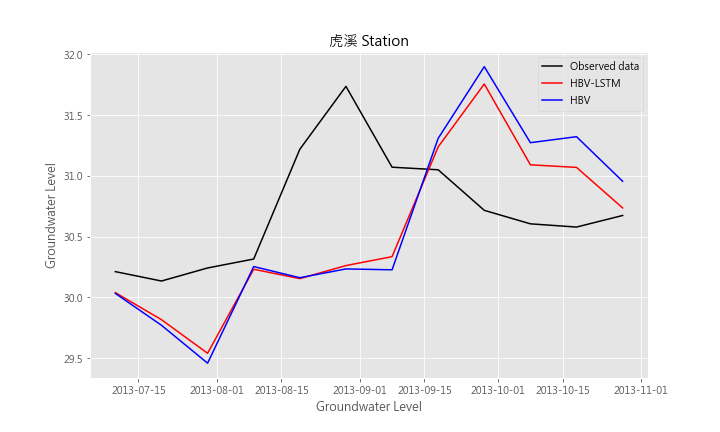 虎溪 Station
Observed data
HBV-LSTM
HBV
Groundwater Level
32.0
31.5
31.0
30.5
30.0
29.5
2013-07-15 2013-08-01 2013-08-15 2013-09-01 2013-09-15 2013-10-01 2013-10-15 2013-11-01
Groundwater Level